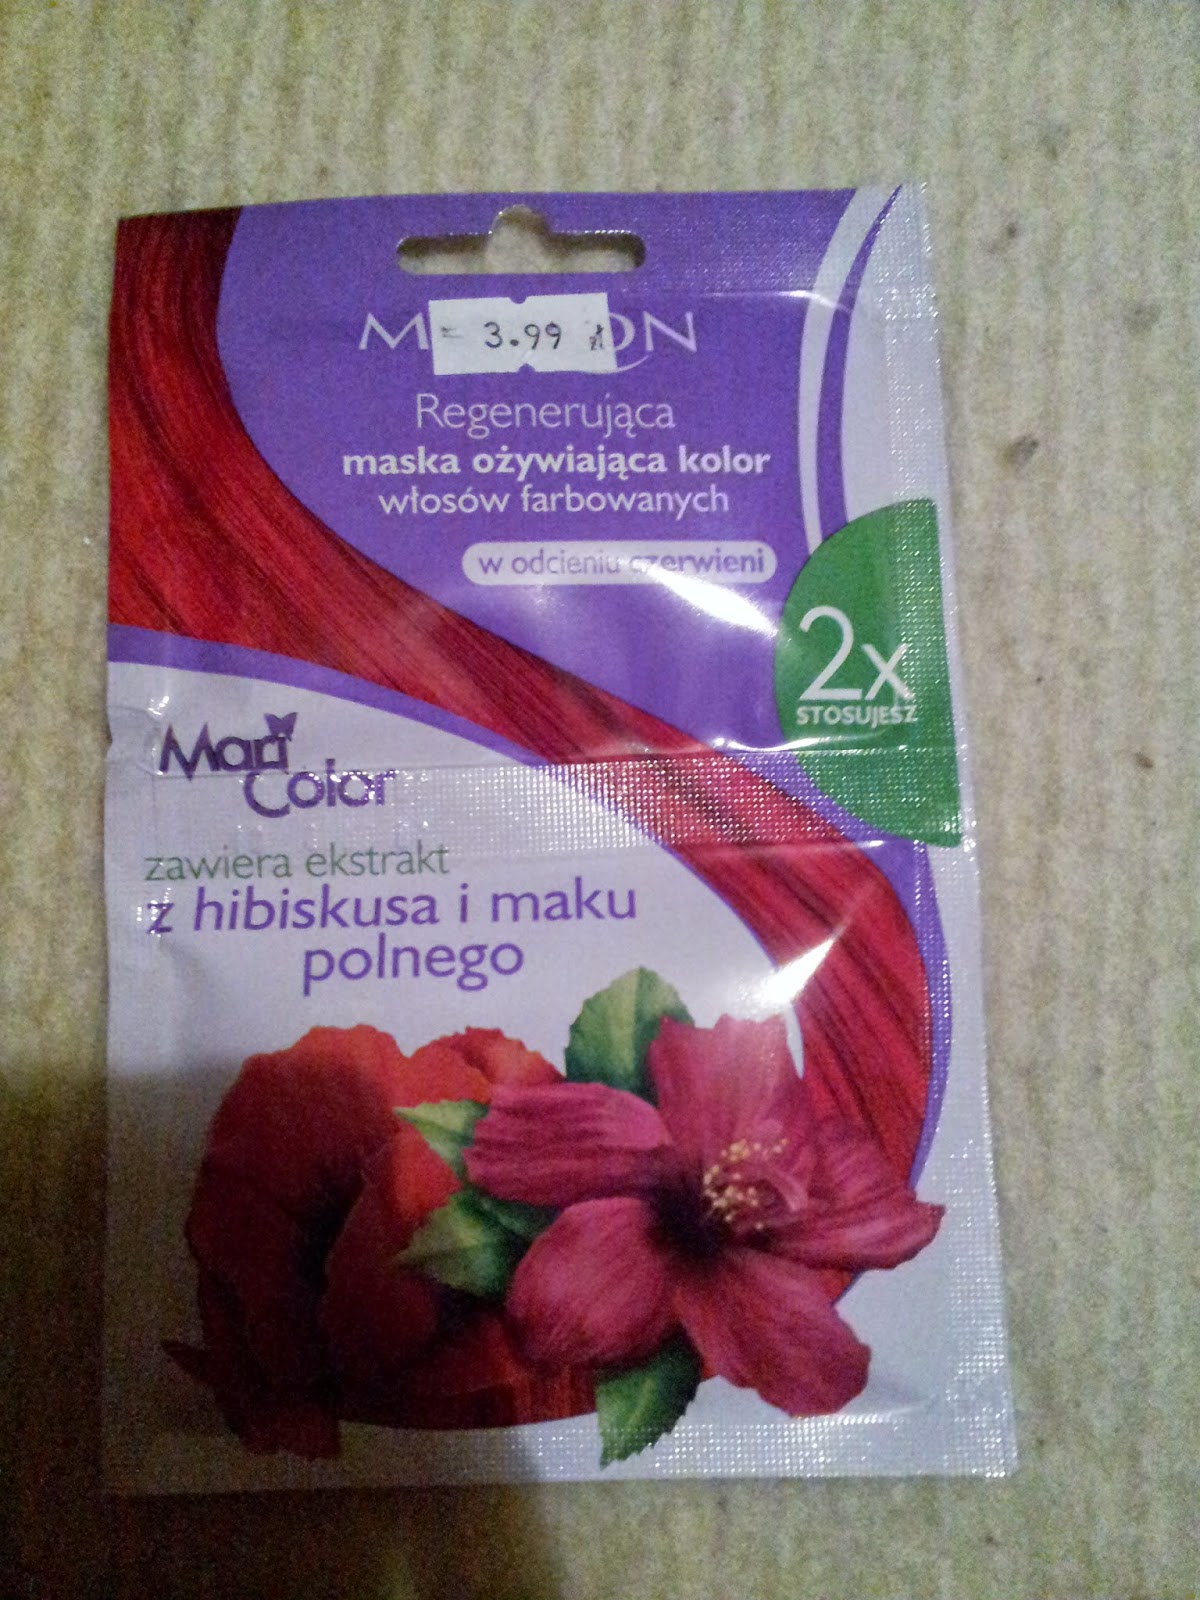 3.99 zł
Regenerująca
maska ożywiająca kolor
włosów farbowanych
w odcieniu czerwieni
2x
STOSUJESZ
Mari
Color
zawiera ekstrakt
z hibiskusa i maku
polnego